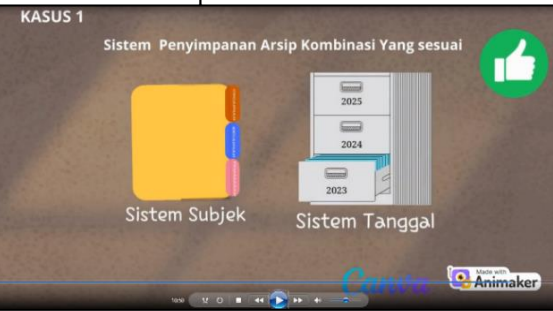 KASUS 1
Sistem Penyimpanan Arsip Kombinasi Yang sesuai
2025
2024
2023
Sistem Subjek
Sistem Tanggal
Canva
Made with
Animaker